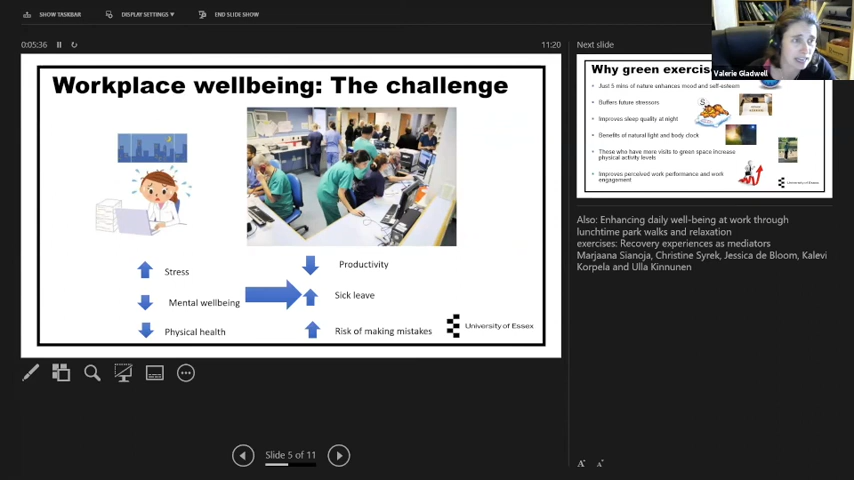 SHOW TASKBAR
DISPLAY SETTINGS
END SLIDE SHOW
0:05:36
11:20
Workplace wellbeing: The challenge
Stress
Mental wellbeing
Physical health
Productivity
Sick leave
Risk of making mistakes
University of Essex
Slide 5 of 11
Next slide
Valerie Gladwell
Why green exercis
Just 5 mins of nature enhances mood and self-esteem
Buffers future stressors
Improves sleep quality at night
Benefits of natural light and body clock
Those who have more visits to green space increase
physical activity levels
Improves perceived work performance and work
engagement
University of Essex
Also: Enhancing daily well-being at work through
lunchtime park walks and relaxation
exercises: Recovery experiences as mediators
Marjaana Sianoja, Christine Syrek, Jessica de Bloom, Kalevi
Korpela and Ulla Kinnunen
A A